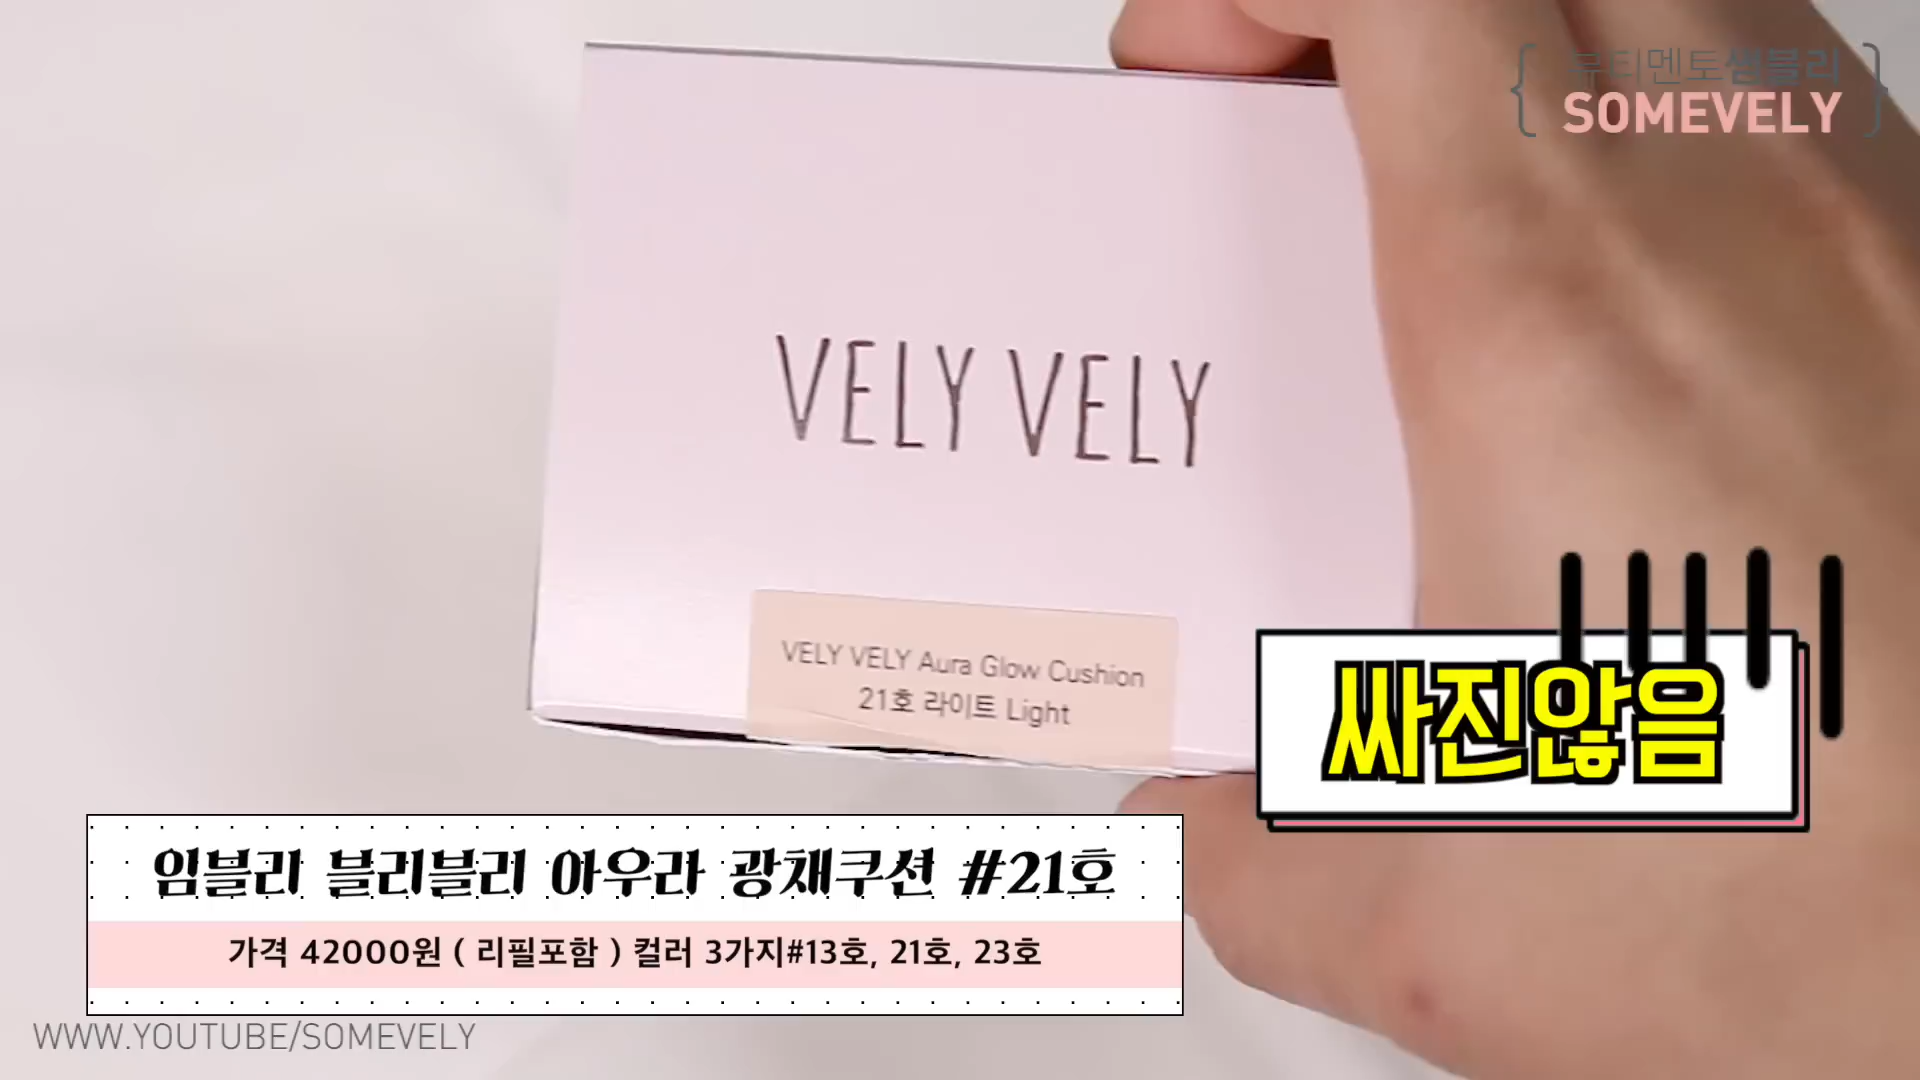 뷰티멘토쌤블리
SOMEVELY
VELY VELY
VELY VELY Aura Glow Cushion
21호 라이트 Light
싸진않음
임블리 블리블리 아우라 광채쿠션 #21호
가격 42000원 ( 리필포함 ) 컬러 3가지#13호, 21호, 23호
WWW.YOUTUBE/SOMEVELY